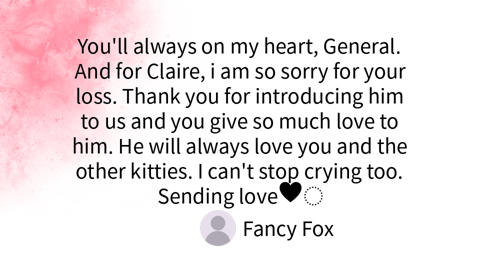 You'll always on my heart, General.
And for Claire, i am so sorry for your
loss. Thank you for introducing him
to us and you give so much love to
him. He will always love you and the
other kitties. I can't stop crying too.
Sending love🖤
Fancy Fox